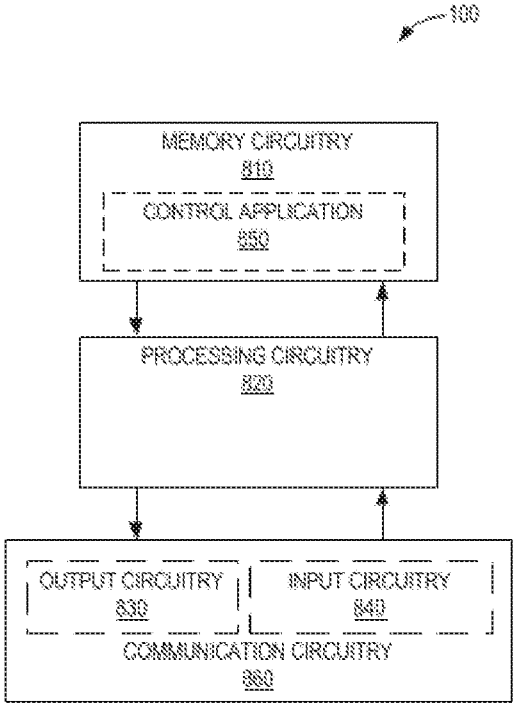 100
MEMORY CIRCUITRY
810
CONTROL APPLICATION
850
PROCESSING CIRCUITRY
820
OUTPUT CIRCUITRY
830
INPUT CIRCUITRY
840
COMMUNICATION CIRCUITRY
860